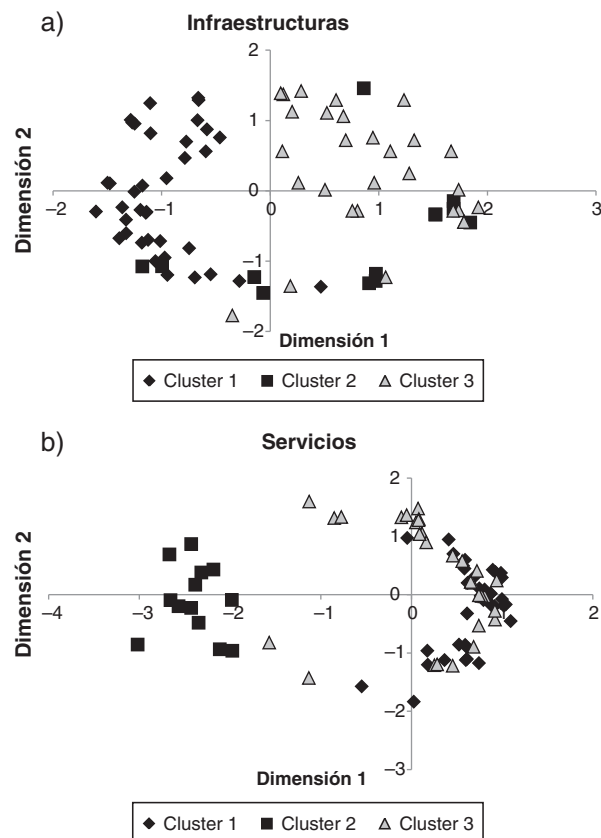 a)
Infraestructuras
Dimensión 2
2
1
0
−2
−1
0
1
2
3
−1
−2
Dimensión 1
Cluster 1
Cluster 2
Cluster 3
b)
Servicios
Dimensión 2
2
1
0
−4
−3
−2
−1
0
1
2
−1
−2
−3
Dimensión 1
Cluster 1
Cluster 2
Cluster 3